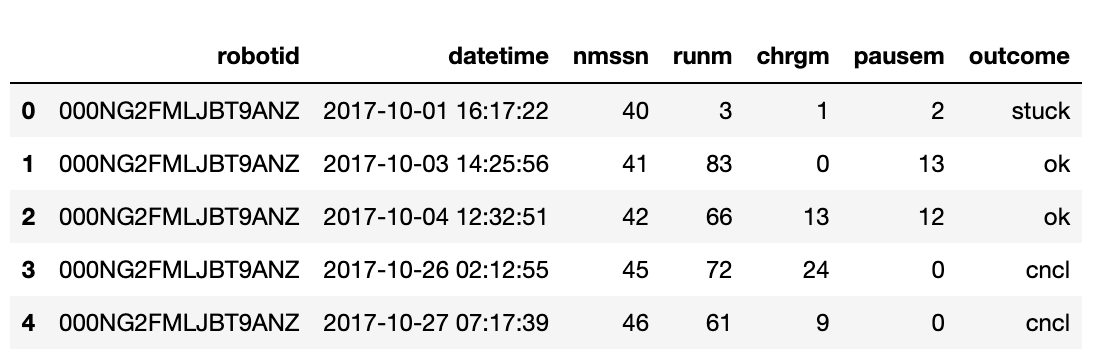 robotid datetime nmssn runm chrgm pausem outcome
0 000NG2FMLJBT9ANZ 2017-10-01 16:17:22 40 3 1 2 stuck
1 000NG2FMLJBT9ANZ 2017-10-03 14:25:56 41 83 0 13 ok
2 000NG2FMLJBT9ANZ 2017-10-04 12:32:51 42 66 13 12 ok
3 000NG2FMLJBT9ANZ 2017-10-26 02:12:55 45 72 24 0 cncl
4 000NG2FMLJBT9ANZ 2017-10-27 07:17:39 46 61 9 0 cncl